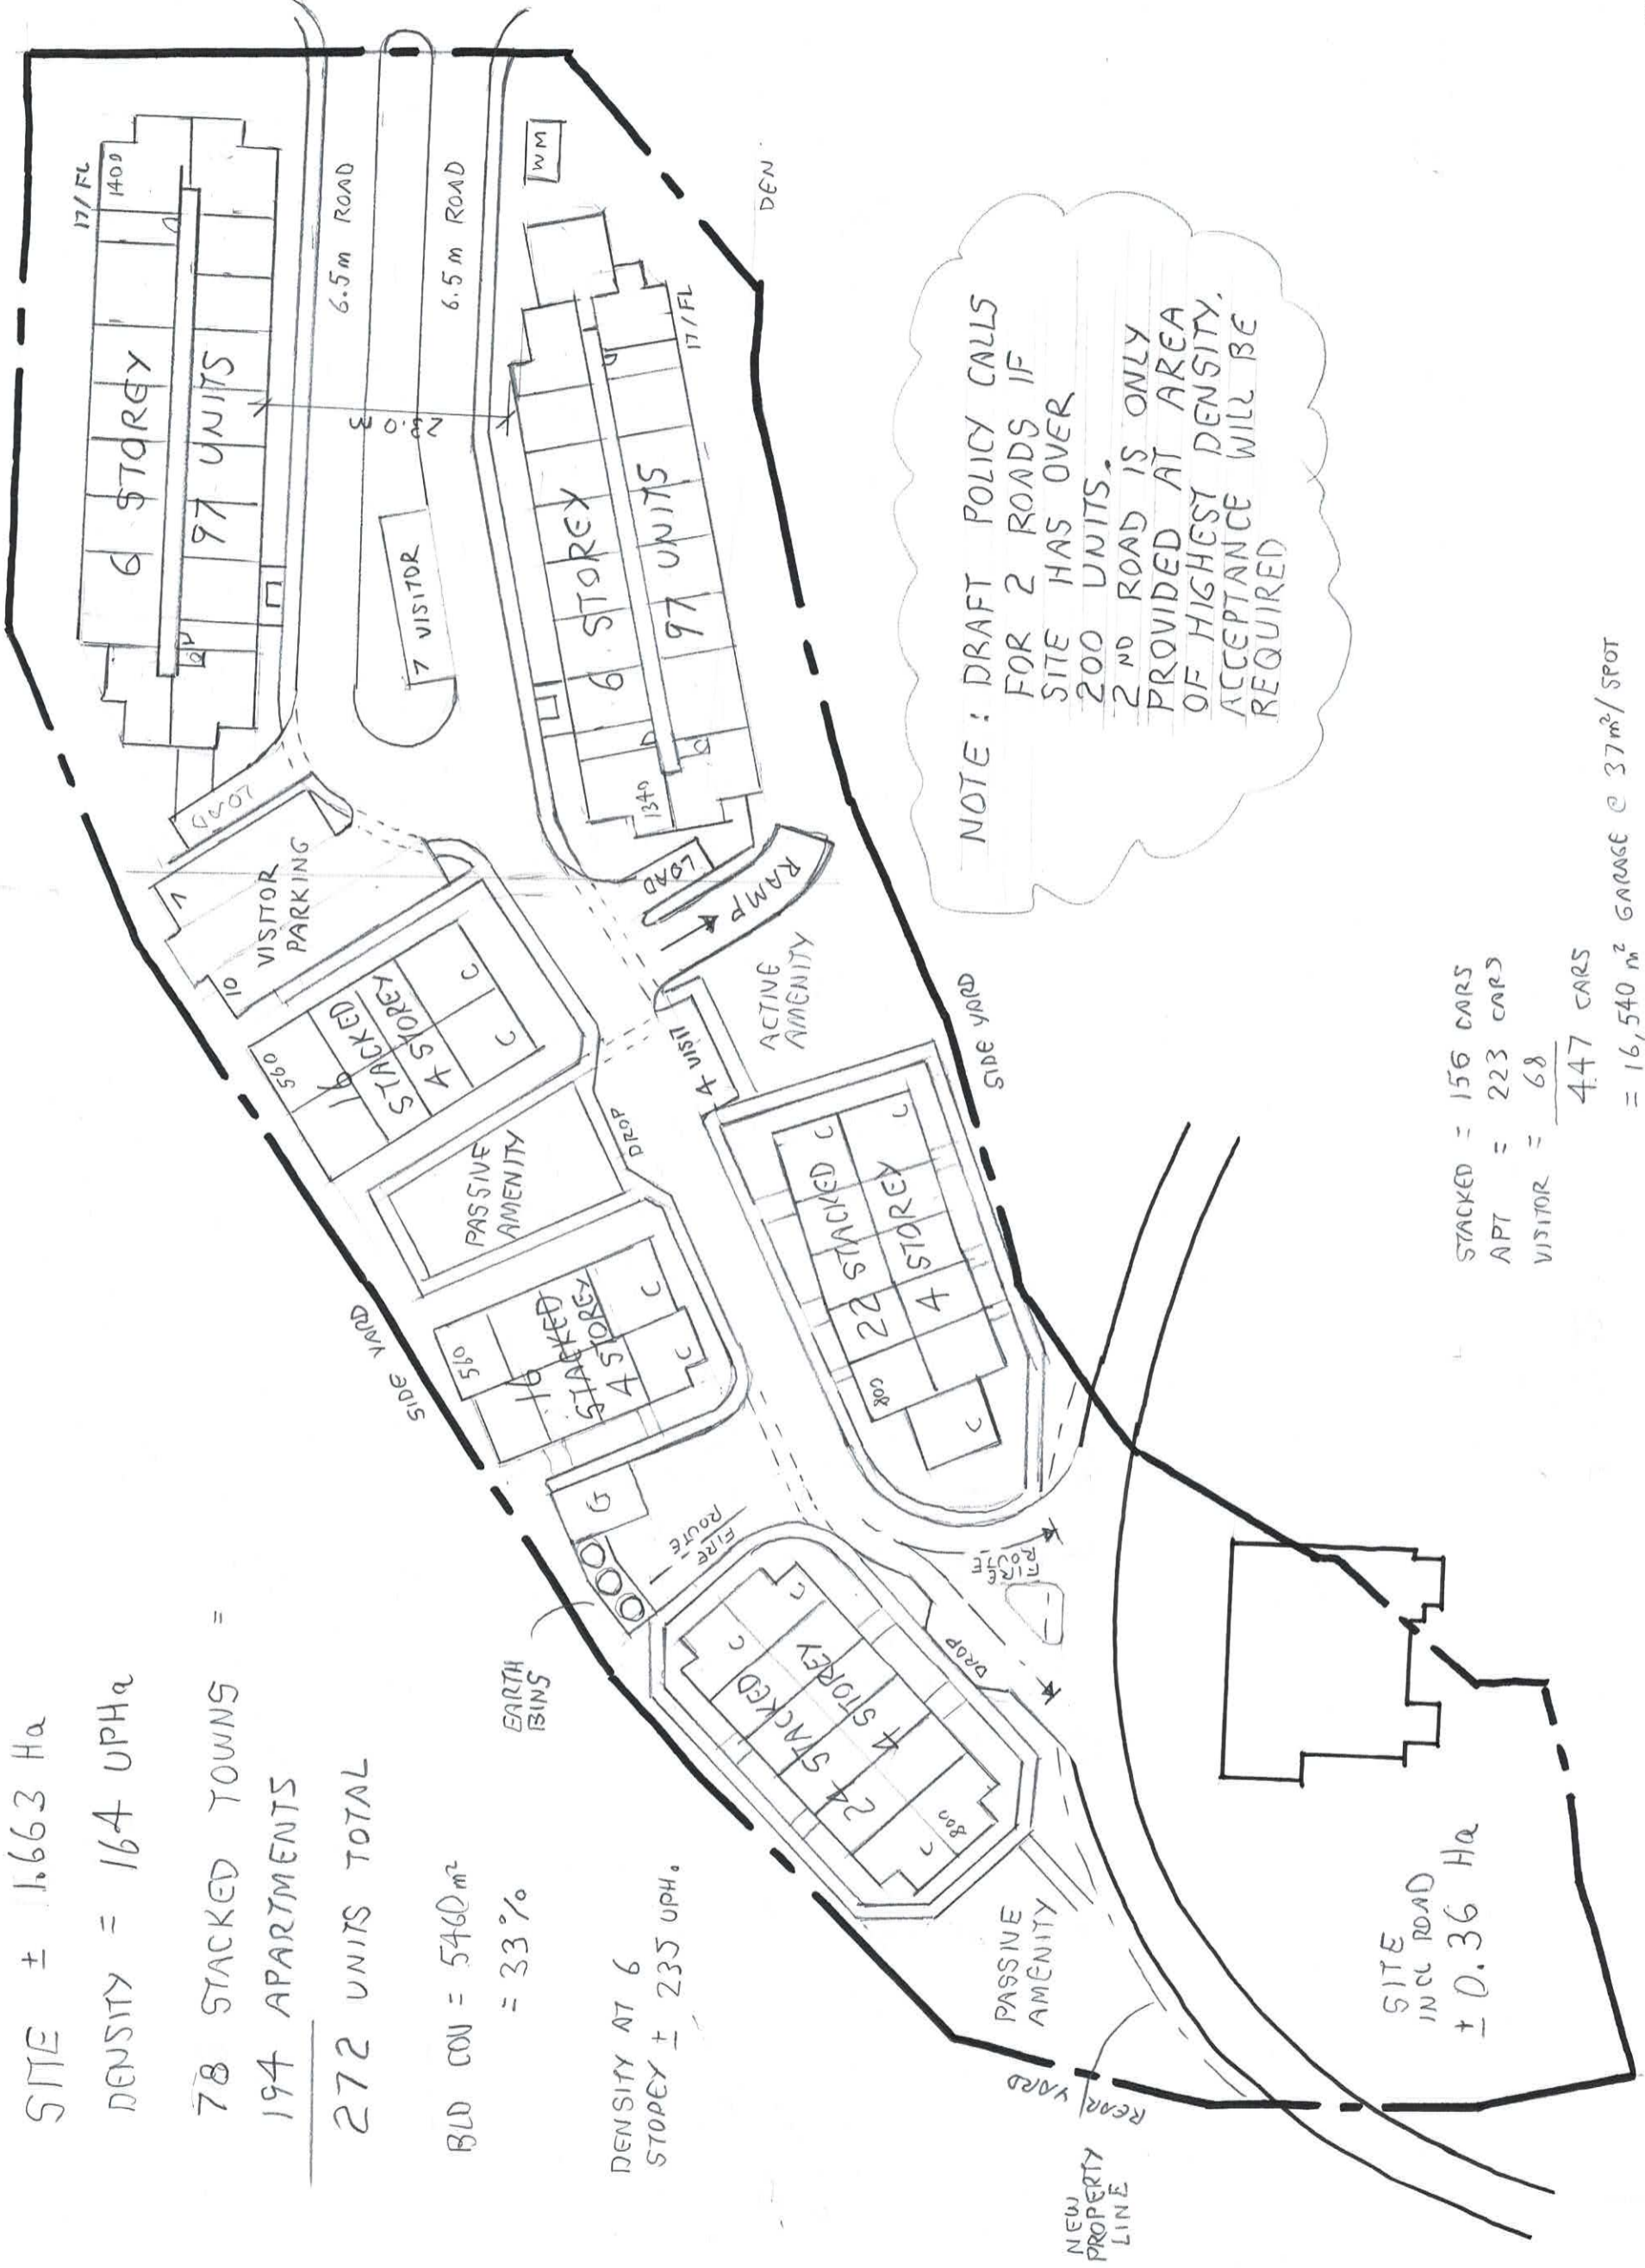 SITE ± 1.663 Ha
DENSITY = 164 UPHa
78 STACKED TOWNS =
194 APARTMENTS
272 UNITS TOTAL
BLD COV = 5460m²
= 33%
DENSITY AT 6
STOREY ± 235 UPH.
EARTH
BINS
SIDE YARD
NEW
PROPERTY
LINE
REAR YARD
PASSIVE
AMENITY
24 STACKED
4 STOREY
C
C
C
800
DROP
FIRE
ROUTE
FIRE
ROUTE
G
560
16
STACKED
4 STOREY
C
C
PASSIVE
AMENITY
DROP
560
16
STACKED
4 STOREY
C
C
10
7
VISITOR
PARKING
22 STACKED
4 STOREY
800
C
C
C
4 VISIT
ACTIVE
AMENITY
RAMP
LOAD
SIDE YARD
17/FL
1400
6 STOREY
97 UNITS
6.5m ROAD
6.5m ROAD
7 VISITOR
WM
6 STOREY
97 UNITS
1340
17/FL
DEN
NOTE: DRAFT POLICY CALLS
FOR 2 ROADS IF
SITE HAS OVER
200 UNITS.
2ND ROAD IS ONLY
PROVIDED AT AREA
OF HIGHEST DENSITY.
ACCEPTANCE WILL BE
REQUIRED
SITE
INCL ROAD
± 0.36 Ha
STACKED = 156 CARS
APT = 223 CARS
VISITOR = 68
447 CARS
= 16,540 m² GARAGE @ 37m²/SPOT